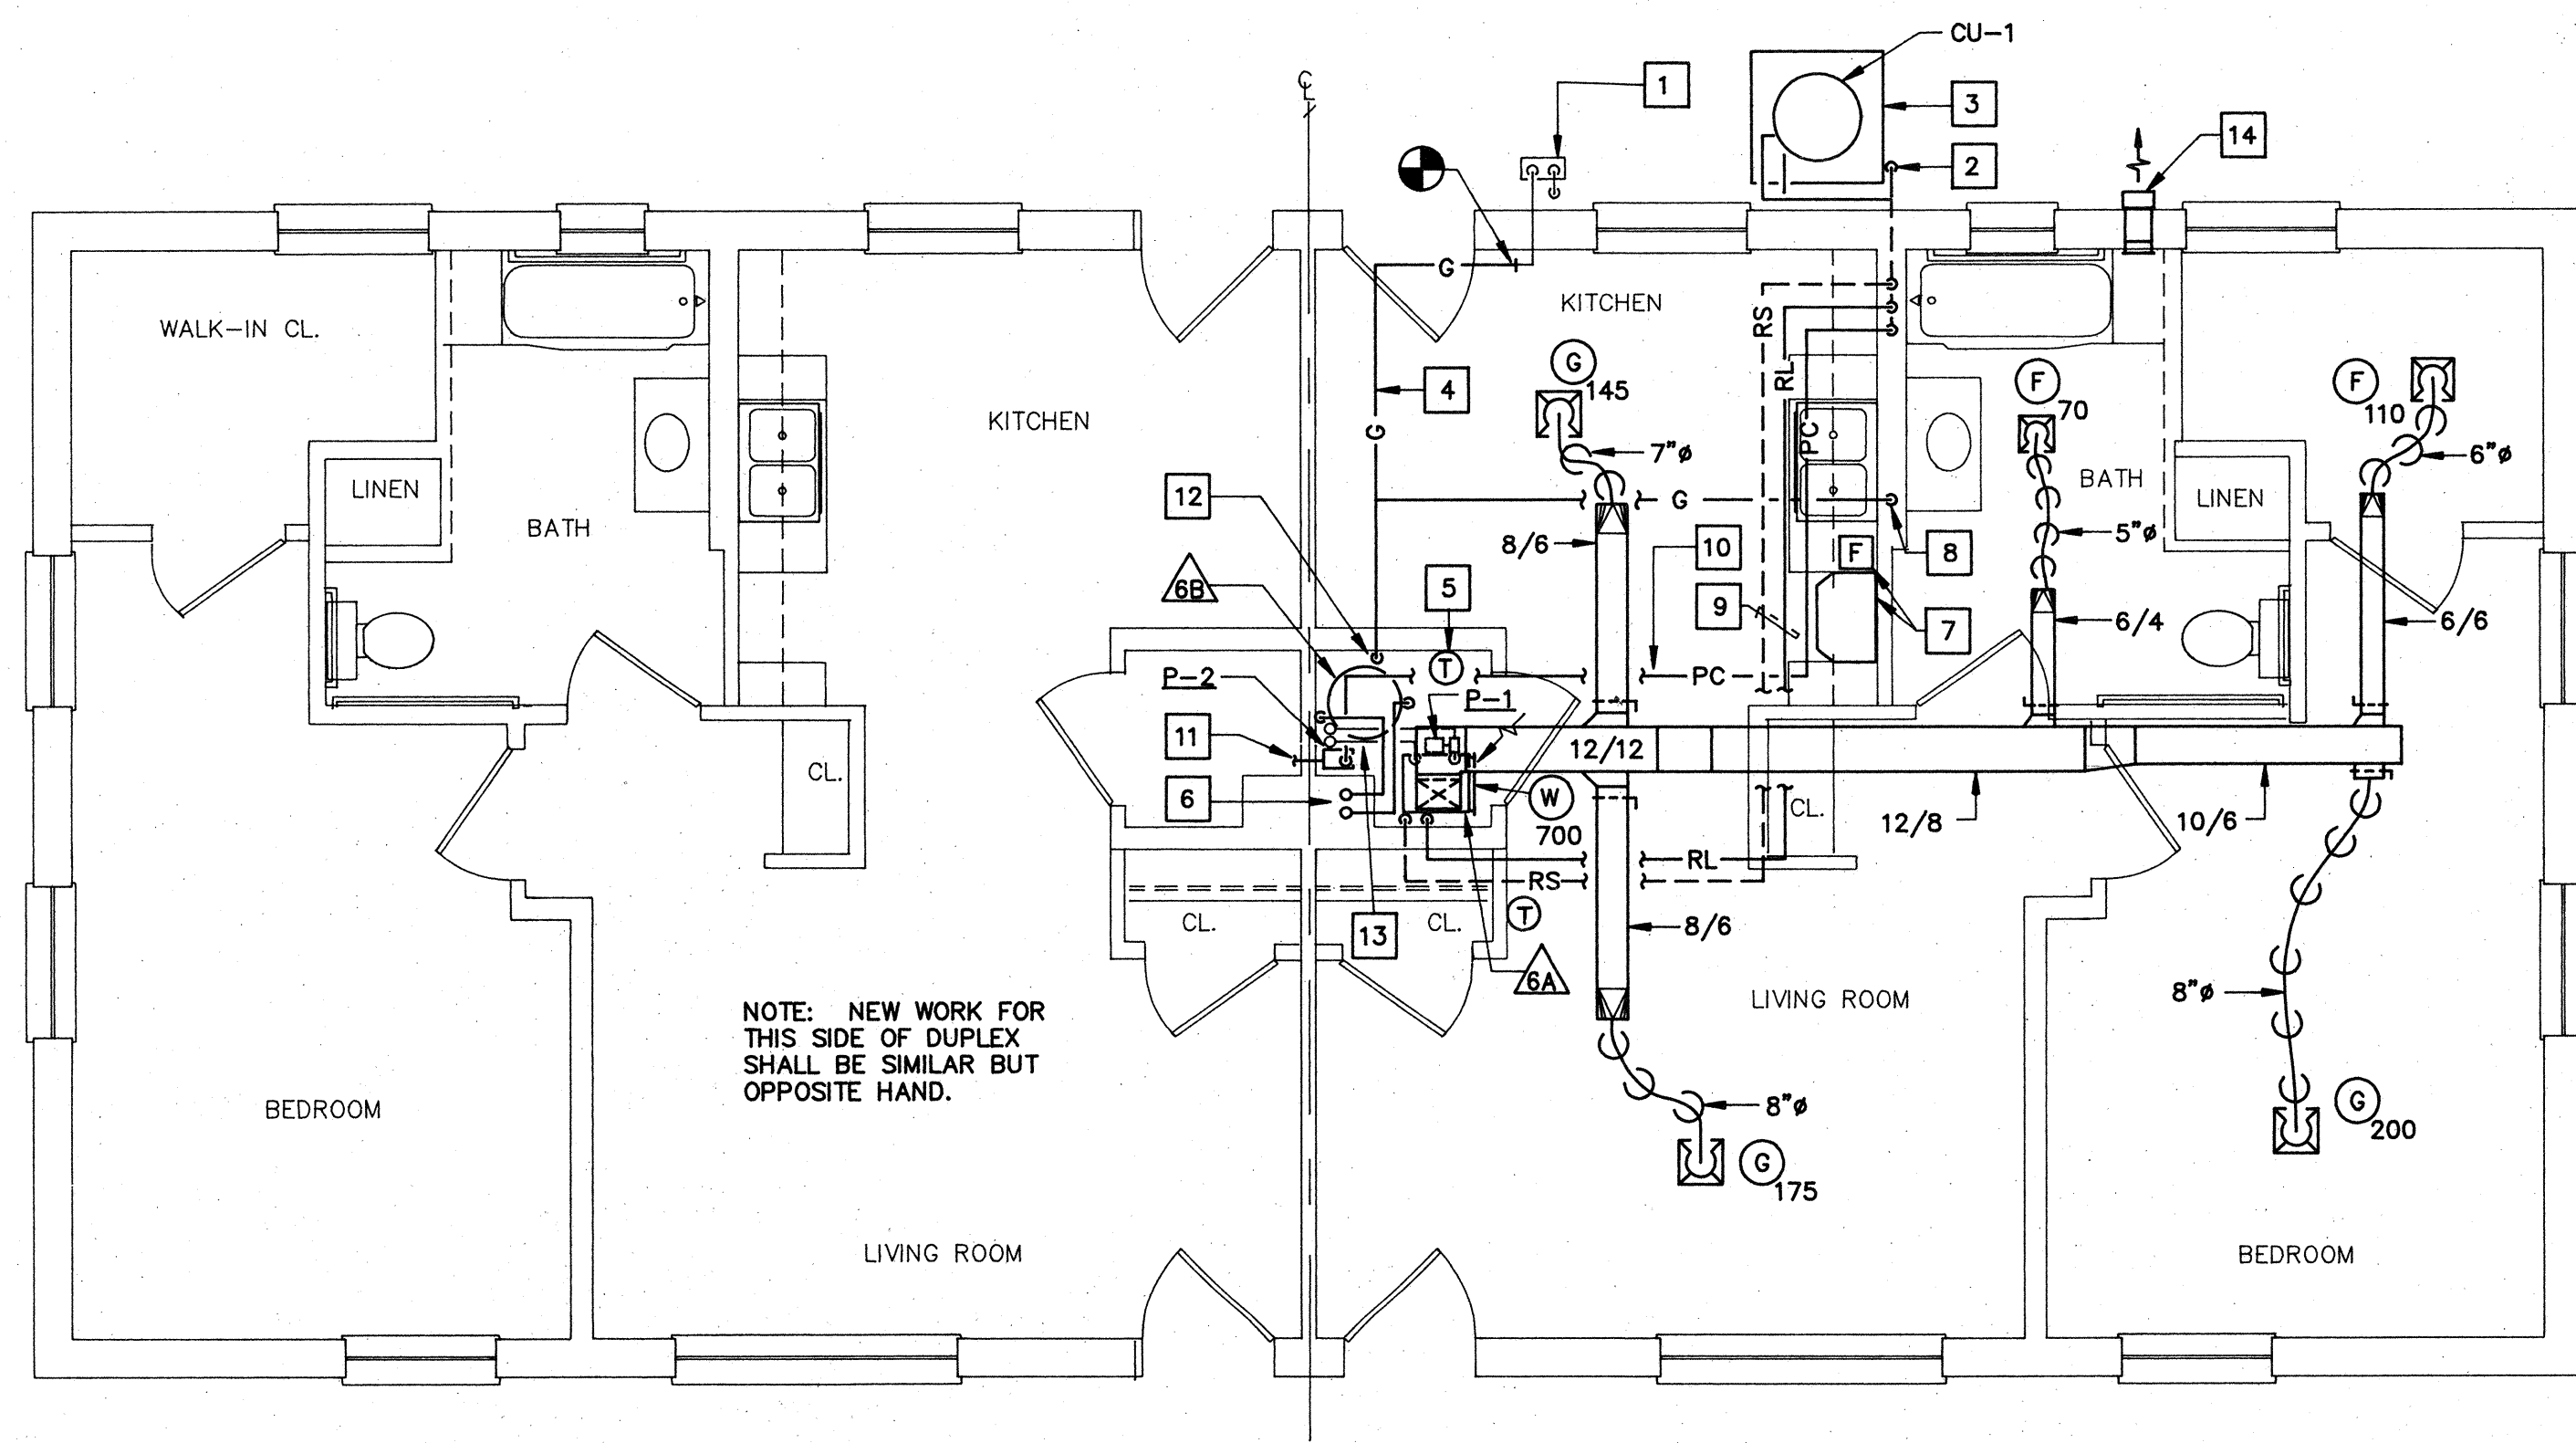 CU-1
1
3
14
2
℄
G
WALK-IN CL.
KITCHEN
RS
G
145
RL
F
70
F
110
4
KITCHEN
G
PC
7"ø
6"ø
LINEN
12
G
BATH
LINEN
BATH
8/6
10
F
8
5"ø
6B
5
9
7
6/4
6/6
T
P-2
PC
P-1
11
12/12
CL.
6
W
700
CL.
12/8
10/6
RL
RS
CL.
13
CL.
T
8/6
6A
8"ø
LIVING ROOM
NOTE: NEW WORK FOR
THIS SIDE OF DUPLEX
SHALL BE SIMILAR BUT
OPPOSITE HAND.
BEDROOM
8"ø
G
200
G
175
LIVING ROOM
BEDROOM